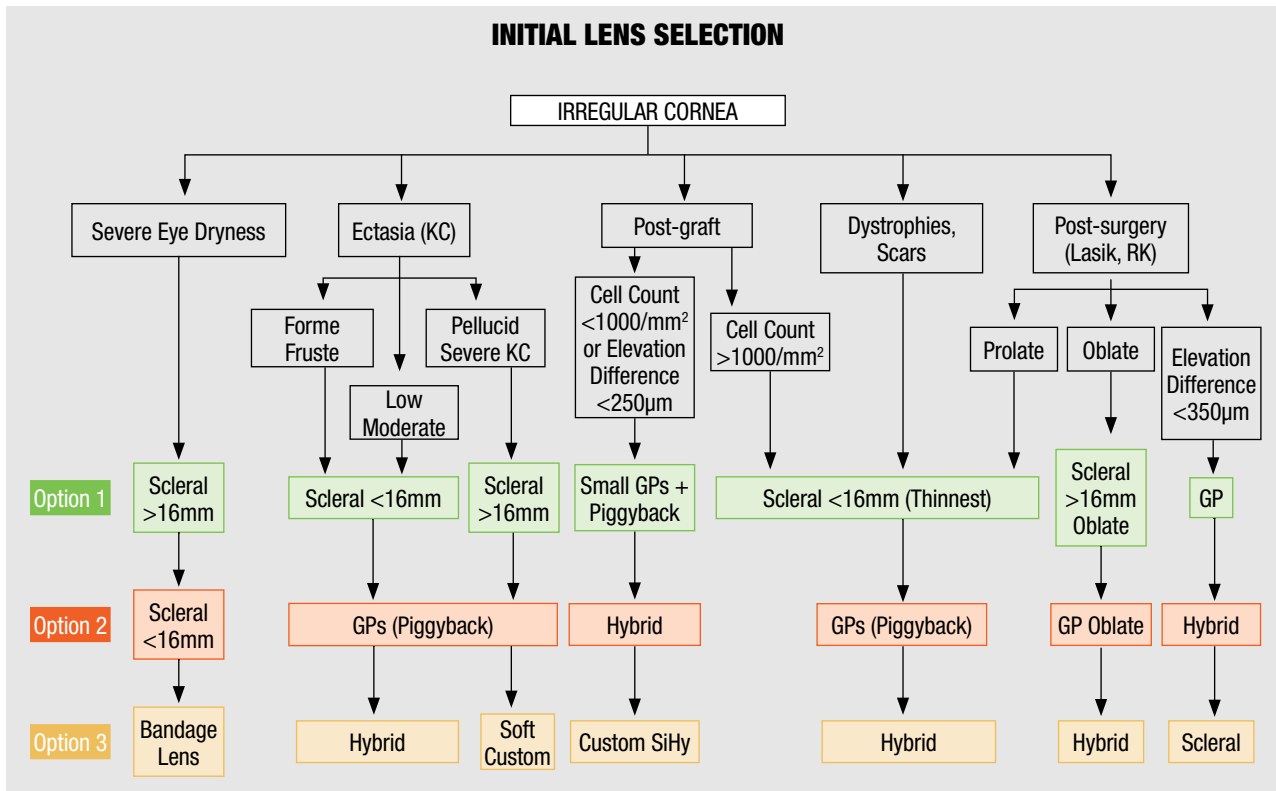 INITIAL LENS SELECTION
IRREGULAR CORNEA
Severe Eye Dryness
Ectasia (KC)
Post-graft
Dystrophies,
Scars
Post-surgery
(Lasik, RK)
Forme
Fruste
Low
Moderate
Pellucid
Severe KC
Cell Count
<1000/mm²
or Elevation
Difference
<250µm
Cell Count
>1000/mm²
Prolate
Oblate
Elevation
Difference
<350µm
Option 1
Scleral
>16mm
Scleral <16mm
Scleral
>16mm
Small GPs +
Piggyback
Scleral <16mm (Thinnest)
Scleral
>16mm
Oblate
GP
Option 2
Scleral
<16mm
GPs (Piggyback)
Hybrid
GPs (Piggyback)
GP Oblate
Hybrid
Option 3
Bandage
Lens
Hybrid
Soft
Custom
Custom SiHy
Hybrid
Hybrid
Scleral